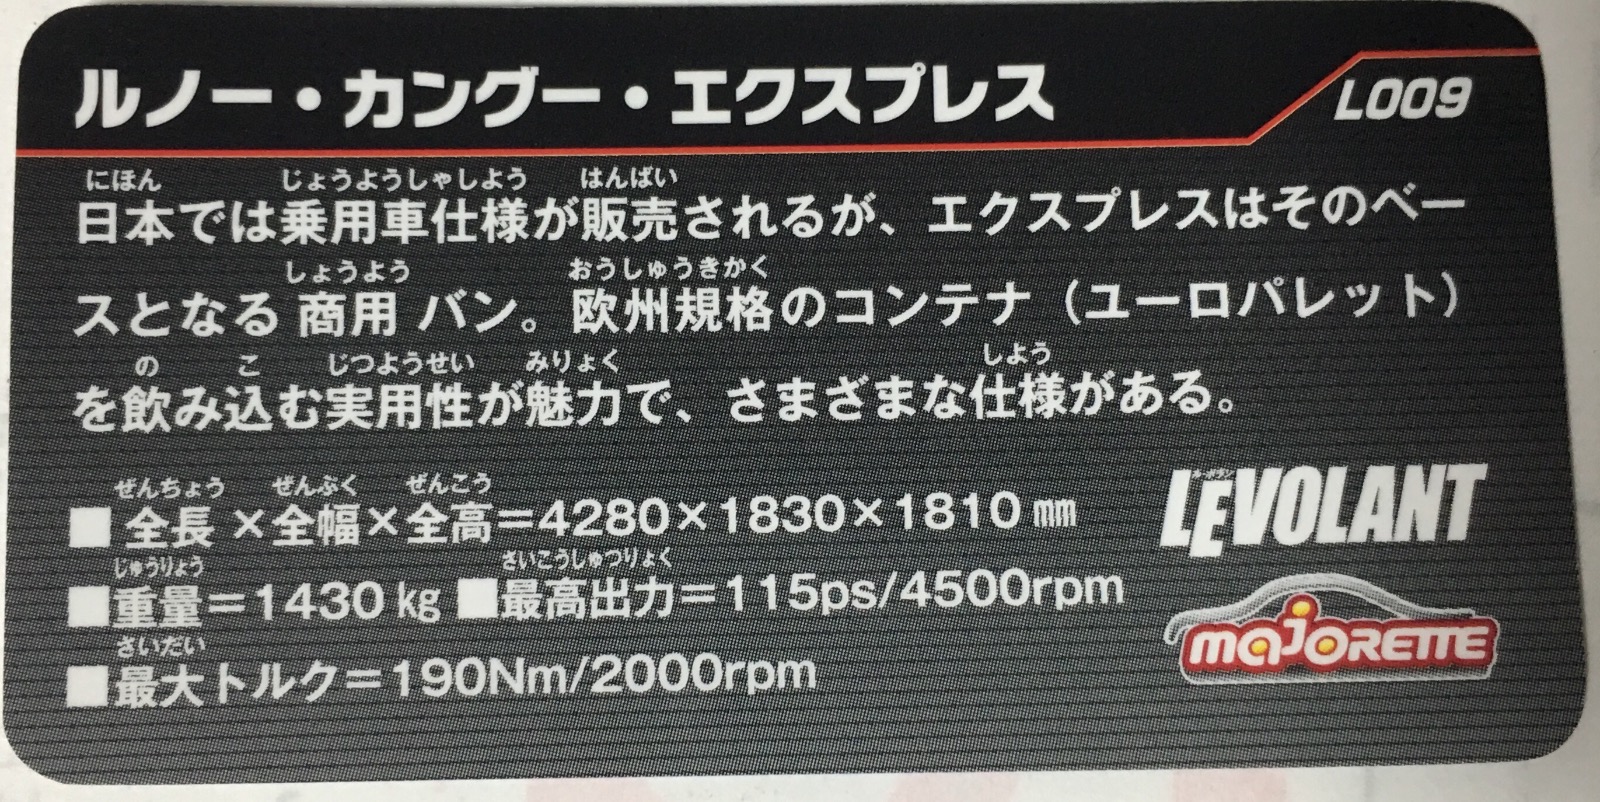 ルノー・カングー・エクスプレス
L009
にほん じょうようしゃしよう はんばい
日本では乗用車仕様が販売されるが、エクスプレスはそのベー
しょうよう おうしゅうきかく
スとなる 商用 バン。欧州規格のコンテナ（ユーロパレット）
の こ じつようせい みりょく しよう
を飲み込む実用性が魅力で、さまざまな仕様がある。
ぜんちょう ぜんぷく ぜんこう
■ 全長 ×全幅×全高=4280×1830×1810㎜
じゅうりょう さいこうしゅつりょく
■重量=1430㎏ ■最高出力=115ps/4500rpm
さいだい
■最大トルク=190Nm/2000rpm
ル・ボラン
LEVOLANT
majORETTE